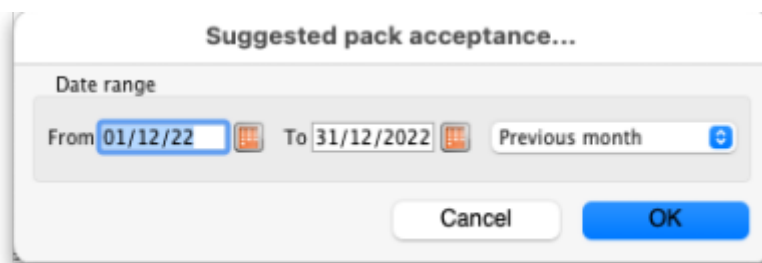 Suggested pack acceptance...
Date range
From 01/12/22 To 31/12/2022 Previous month
Cancel OK